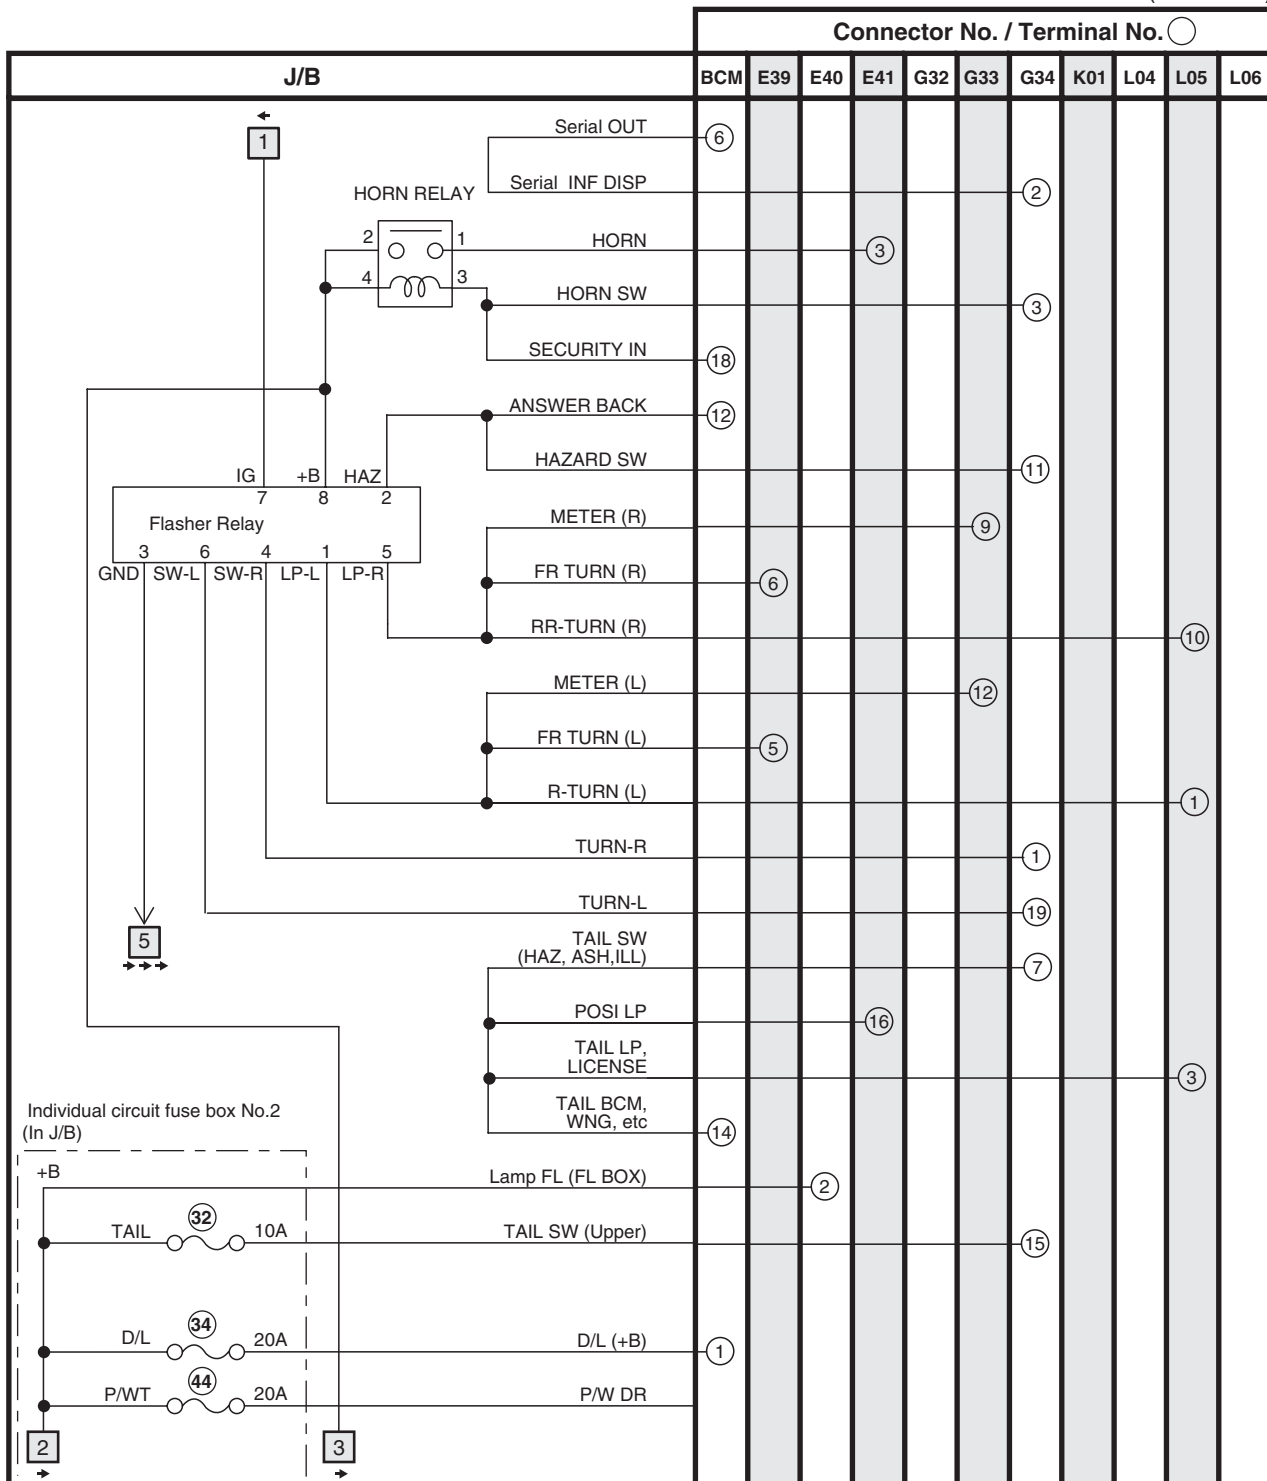 Connector No. / Terminal No.
J/B BCM E39 E40 E41 G32 G33 G34 K01 L04 L05 L06
1
Serial OUT 6
Serial INF DISP 2
HORN RELAY
2 1 HORN 3
4 3
HORN SW 3
SECURITY IN 18
ANSWER BACK 12
HAZARD SW 11
IG +B HAZ
7 8 2
Flasher Relay
3 6 4 1 5
GND SW-L SW-R LP-L LP-R
METER (R) 9
FR TURN (R) 6
RR-TURN (R) 10
METER (L) 12
FR TURN (L) 5
R-TURN (L) 1
TURN-R 1
TURN-L 19
5
TAIL SW
(HAZ, ASH,ILL) 7
POSI LP 16
TAIL LP,
LICENSE 3
TAIL BCM,
WNG, etc 14
Individual circuit fuse box No.2
(In J/B)
+B
Lamp FL (FL BOX) 2
TAIL 32 10A TAIL SW (Upper) 15
D/L 34 20A D/L (+B) 1
P/WT 44 20A P/W DR
2 3